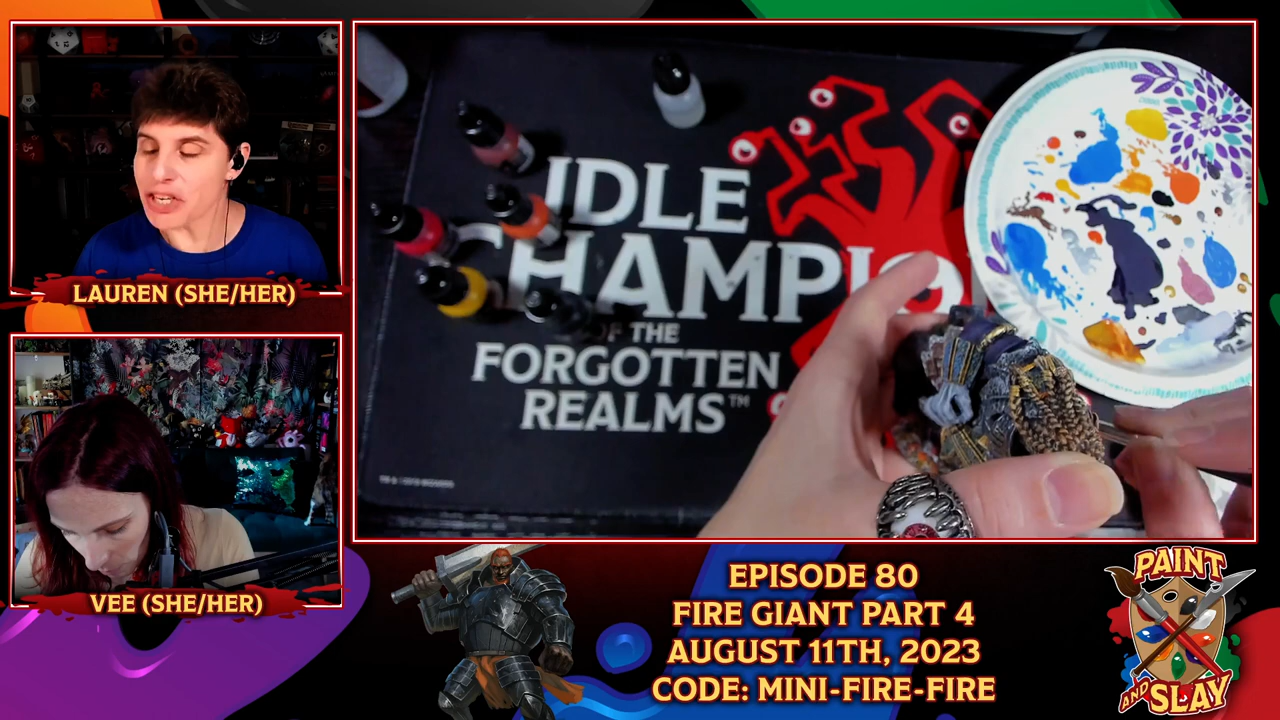 LAUREN (SHE/HER)
VEE (SHE/HER)
IDLE
CHAMPIO
OF THE
FORGOTTEN
REALMS™
EPISODE 80
FIRE GIANT PART 4
AUGUST 11TH, 2023
CODE: MINI-FIRE-FIRE
PAINT
AND SLAY